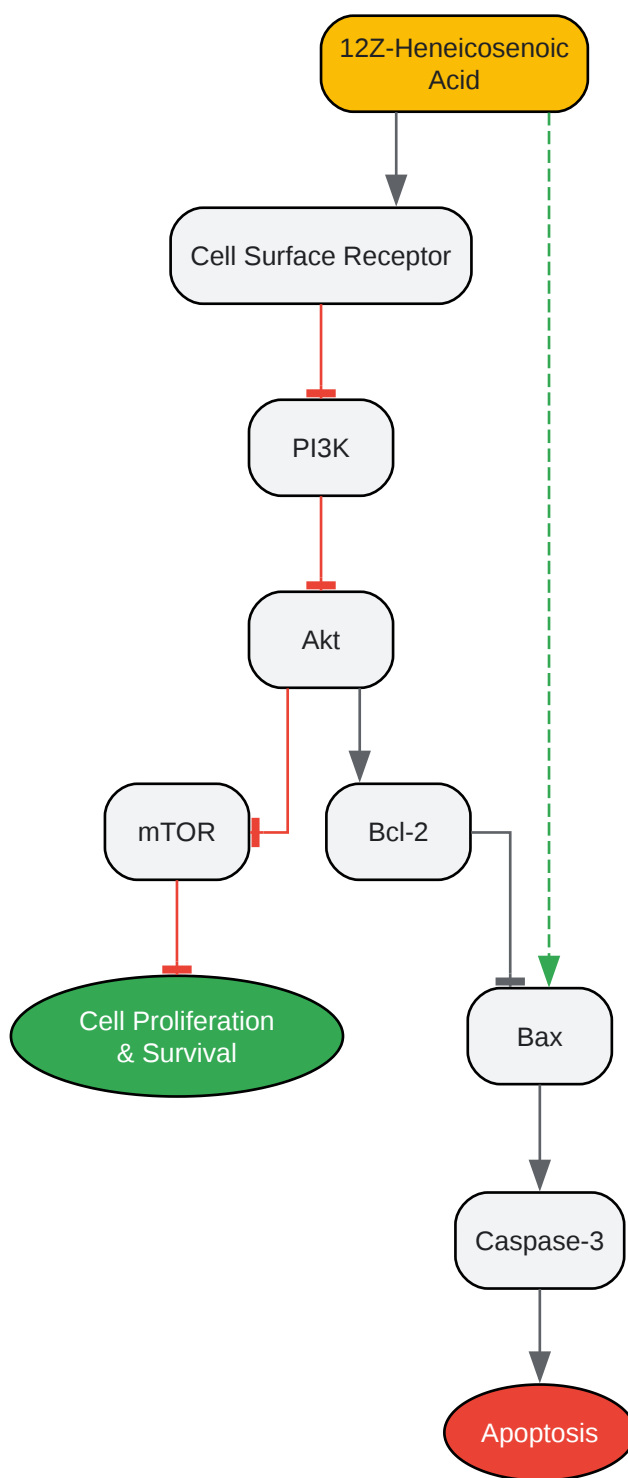 12Z-Heneicosenoic
Acid
Cell Surface Receptor
PI3K
Akt
mTOR
Bcl-2
Cell Proliferation
& Survival
Bax
Caspase-3
Apoptosis